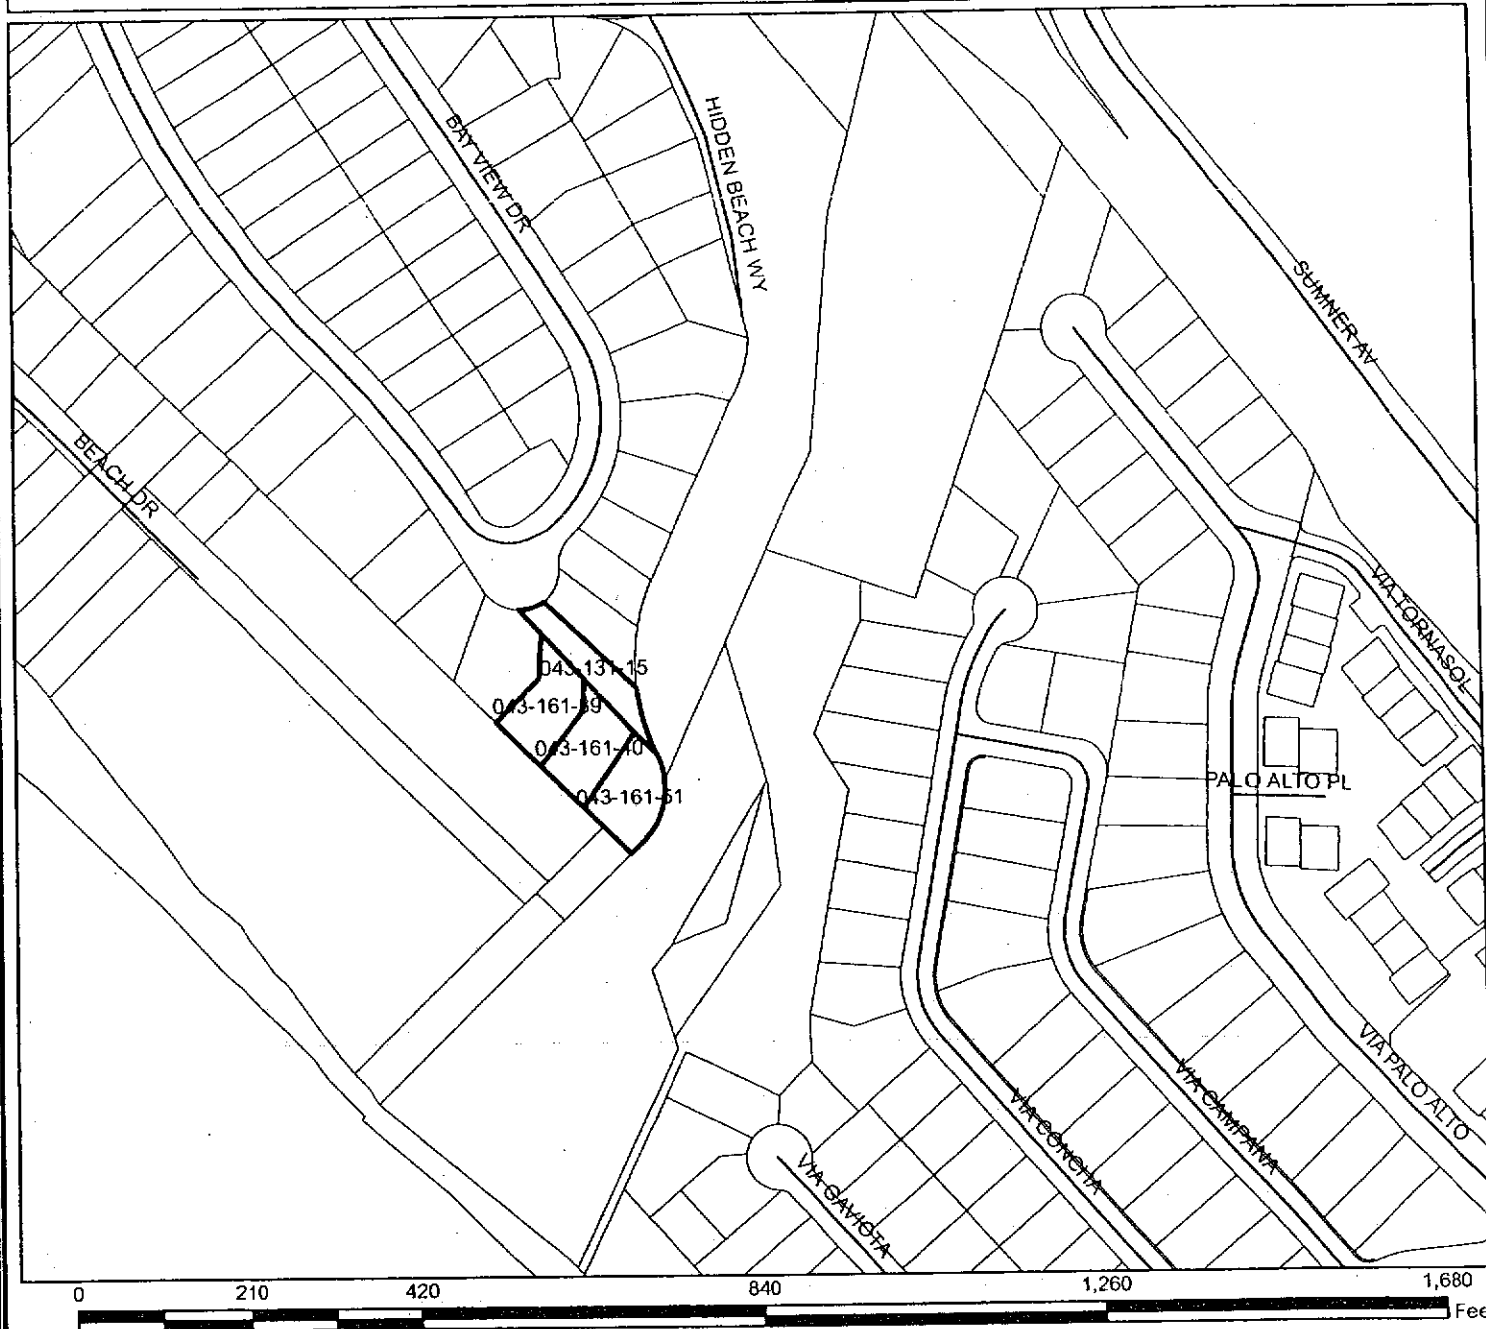 HIDDEN BEACH WY
BAY VIEW DR
SUMNER AV
BEACH DR
VIA TORNASOL
043-131-15
043-161-39
043-161-40
043-161-51
PALO ALTO PL
VIA PALO ALTO
VIA CAMPANA
VIA CONCHA
VIA GAVIOTA
0 210 420 840 1,260 1,680
Fee